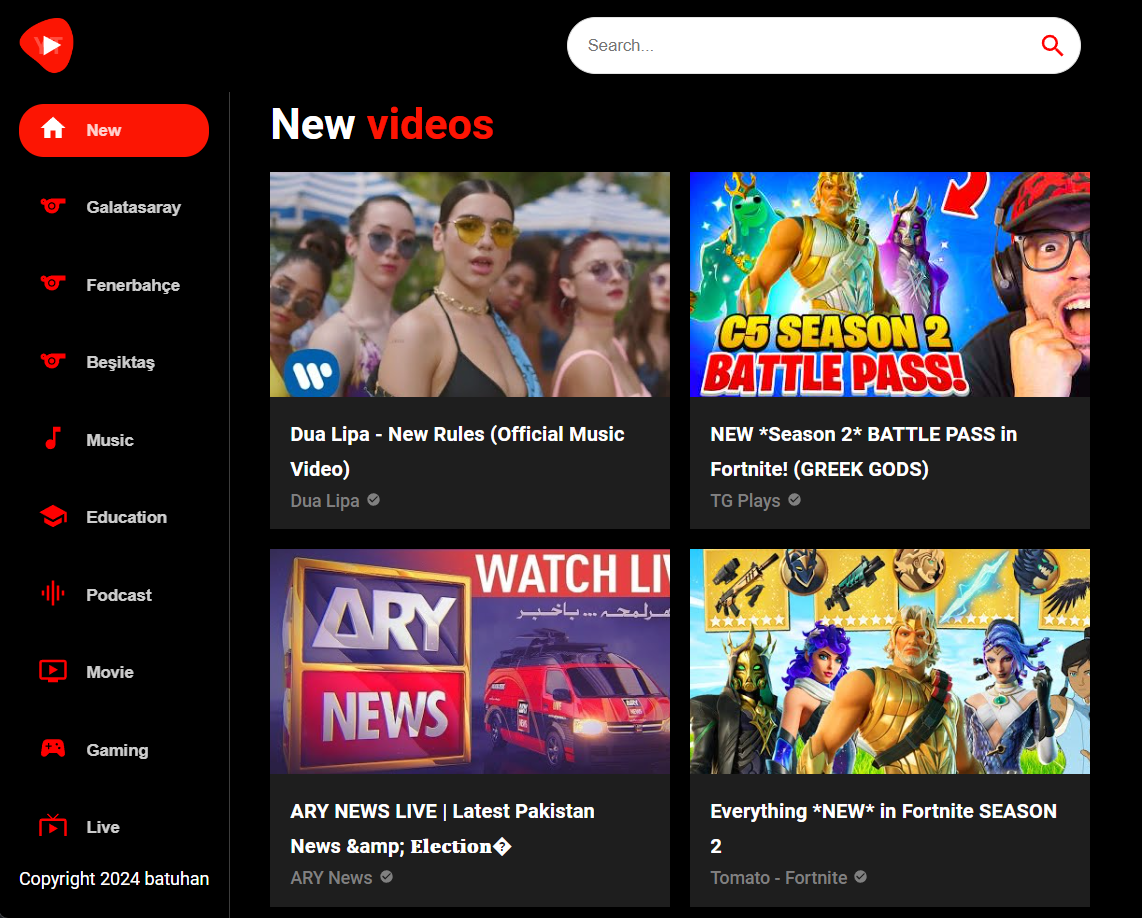 YT
Search...
New
Galatasaray
Fenerbahçe
Beşiktaş
Music
Education
Podcast
Movie
Gaming
Live
Copyright 2024 batuhan
New videos
Dua Lipa - New Rules (Official Music
Video)
Dua Lipa
C5 SEASON 2
BATTLE PASS!
NEW *Season 2* BATTLE PASS in
Fortnite! (GREEK GODS)
TG Plays
WATCH LIV
ہر لمحہ ... باخبر
ARY
NEWS
ARY
NEWS
ARY NEWS LIVE | Latest Pakistan
News &amp; 𝐄𝐥𝐞𝐜𝐭𝐢𝐨𝐧�
ARY News
Everything *NEW* in Fortnite SEASON
2
Tomato - Fortnite